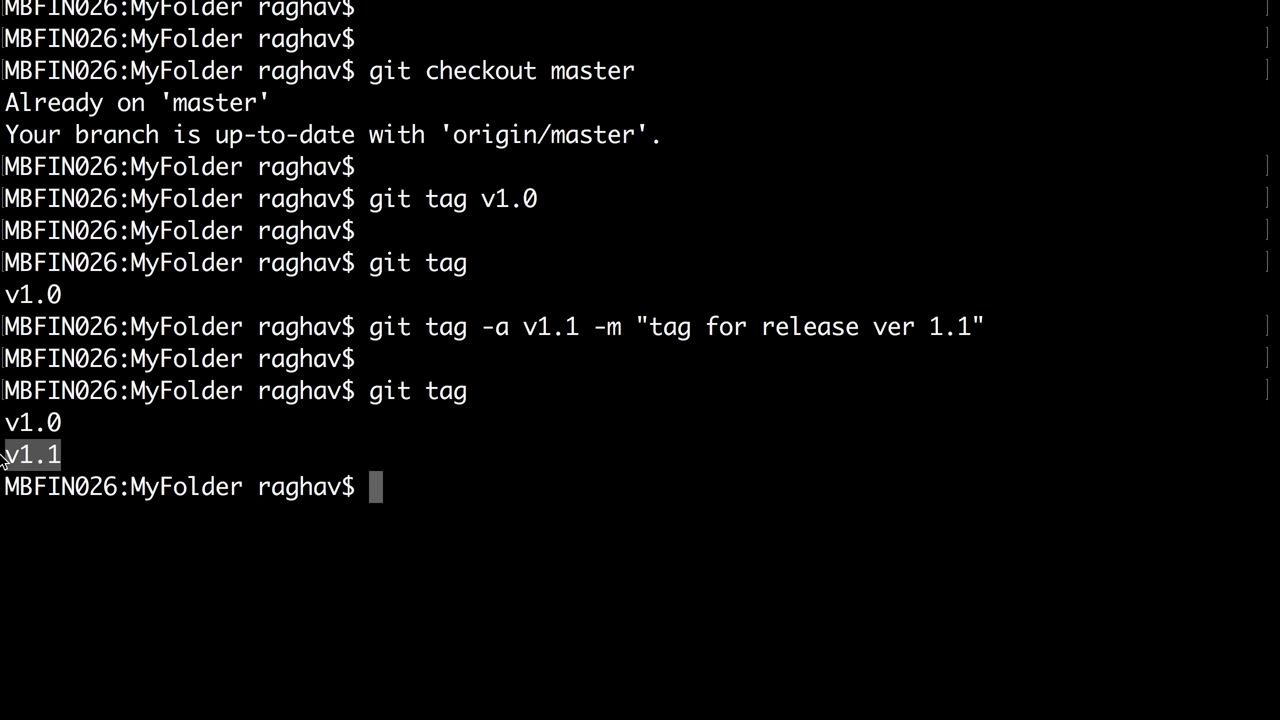 MBFIN026:MyFolder raghav$
MBFIN026:MyFolder raghav$
MBFIN026:MyFolder raghav$ git checkout master
Already on 'master'
Your branch is up-to-date with 'origin/master'.
MBFIN026:MyFolder raghav$
MBFIN026:MyFolder raghav$ git tag v1.0
MBFIN026:MyFolder raghav$
MBFIN026:MyFolder raghav$ git tag
v1.0
MBFIN026:MyFolder raghav$ git tag -a v1.1 -m "tag for release ver 1.1"
MBFIN026:MyFolder raghav$
MBFIN026:MyFolder raghav$ git tag
v1.0
v1.1
MBFIN026:MyFolder raghav$